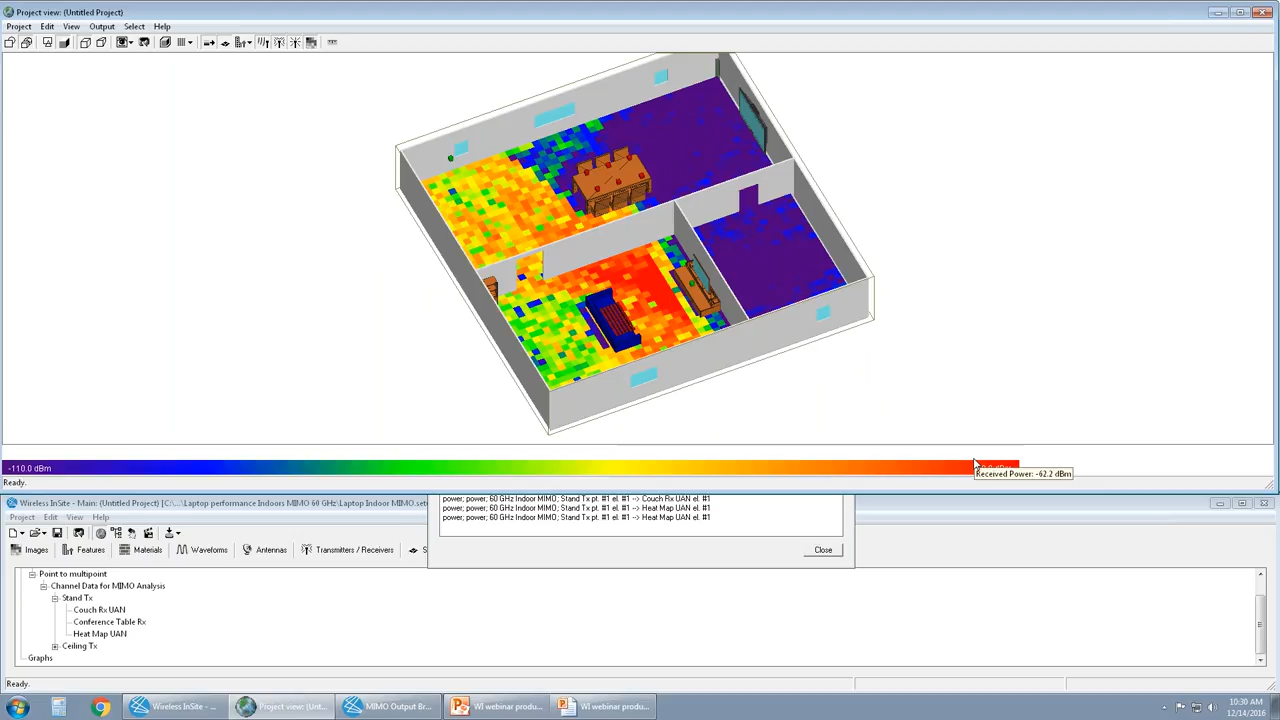 Project view: (Untitled Project)
Project Edit View Output Select Help
-110.0 dBm
Received Power: -62.2 dBm
Ready.
Wireless InSite - Main: (Untitled Project) [C:\...\Laptop performance Indoors MIMO 60 GHz\Laptop Indoor MIMO.set
Project Edit View Help
Images Features Materials Waveforms Antennas Transmitters / Receivers S
power; power; 60 GHz Indoor MIMO; Stand Tx pt. #1 el. #1 --> Couch Rx UAN el. #1
power; power; 60 GHz Indoor MIMO; Stand Tx pt. #1 el. #1 --> Heat Map UAN el. #1
power; power; 60 GHz Indoor MIMO; Stand Tx pt. #1 el. #1 --> Heat Map UAN el. #1
Close
Point to multipoint
Channel Data for MIMO Analysis
Stand Tx
Couch Rx UAN
Conference Table Rx
Heat Map UAN
Ceiling Tx
Graphs
Ready.
Wireless InSite - ...
Project view: (Unt...
MIMO Output Br...
WI webinar produ...
WI webinar produ...
10:30 AM
12/14/2016